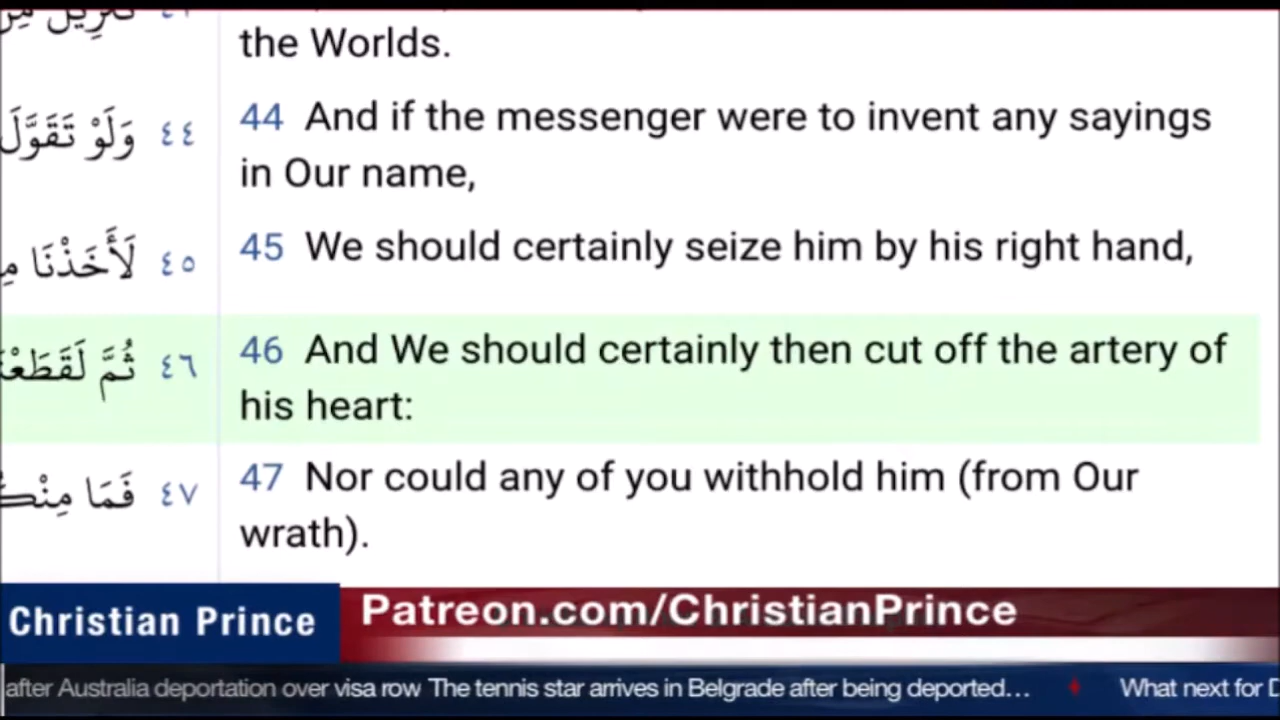 the Worlds.
وَلَوْ تَقَوَّلَ ٤٤ 44 And if the messenger were to invent any sayings
in Our name,
لَأَخَذْنَا ٤٥ 45 We should certainly seize him by his right hand,
ثُمَّ ٤٦ 46 And We should certainly then cut off the artery of
his heart:
فَمَا ٤٧ 47 Nor could any of you withhold him (from Our
wrath).
Christian Prince
Patreon.com/ChristianPrince
after Australia deportation over visa row The tennis star arrives in Belgrade after being deported... What next for